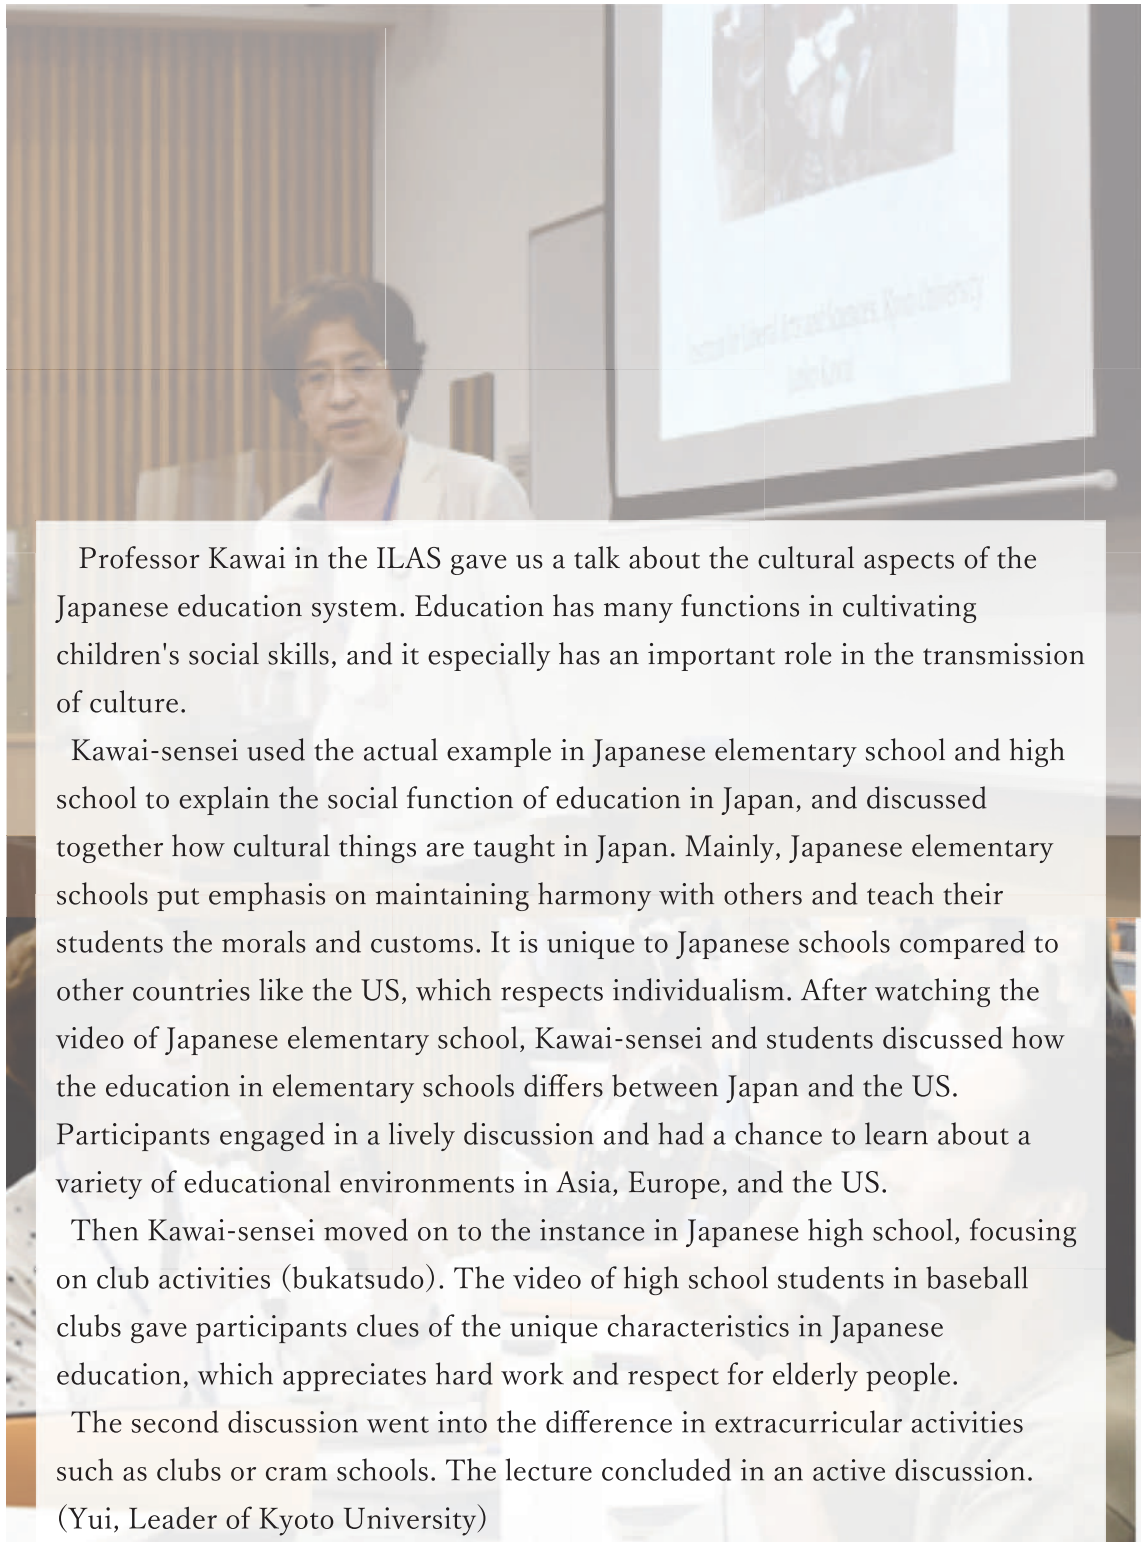 Institute for Liberal Arts and Sciences, Kyoto University
Kawai
Professor Kawai in the ILAS gave us a talk about the cultural aspects of the
Japanese education system. Education has many functions in cultivating
children's social skills, and it especially has an important role in the transmission
of culture.
Kawai-sensei used the actual example in Japanese elementary school and high
school to explain the social function of education in Japan, and discussed
together how cultural things are taught in Japan. Mainly, Japanese elementary
schools put emphasis on maintaining harmony with others and teach their
students the morals and customs. It is unique to Japanese schools compared to
other countries like the US, which respects individualism. After watching the
video of Japanese elementary school, Kawai-sensei and students discussed how
the education in elementary schools differs between Japan and the US.
Participants engaged in a lively discussion and had a chance to learn about a
variety of educational environments in Asia, Europe, and the US.
Then Kawai-sensei moved on to the instance in Japanese high school, focusing
on club activities (bukatsudo). The video of high school students in baseball
clubs gave participants clues of the unique characteristics in Japanese
education, which appreciates hard work and respect for elderly people.
The second discussion went into the difference in extracurricular activities
such as clubs or cram schools. The lecture concluded in an active discussion.
(Yui, Leader of Kyoto University)